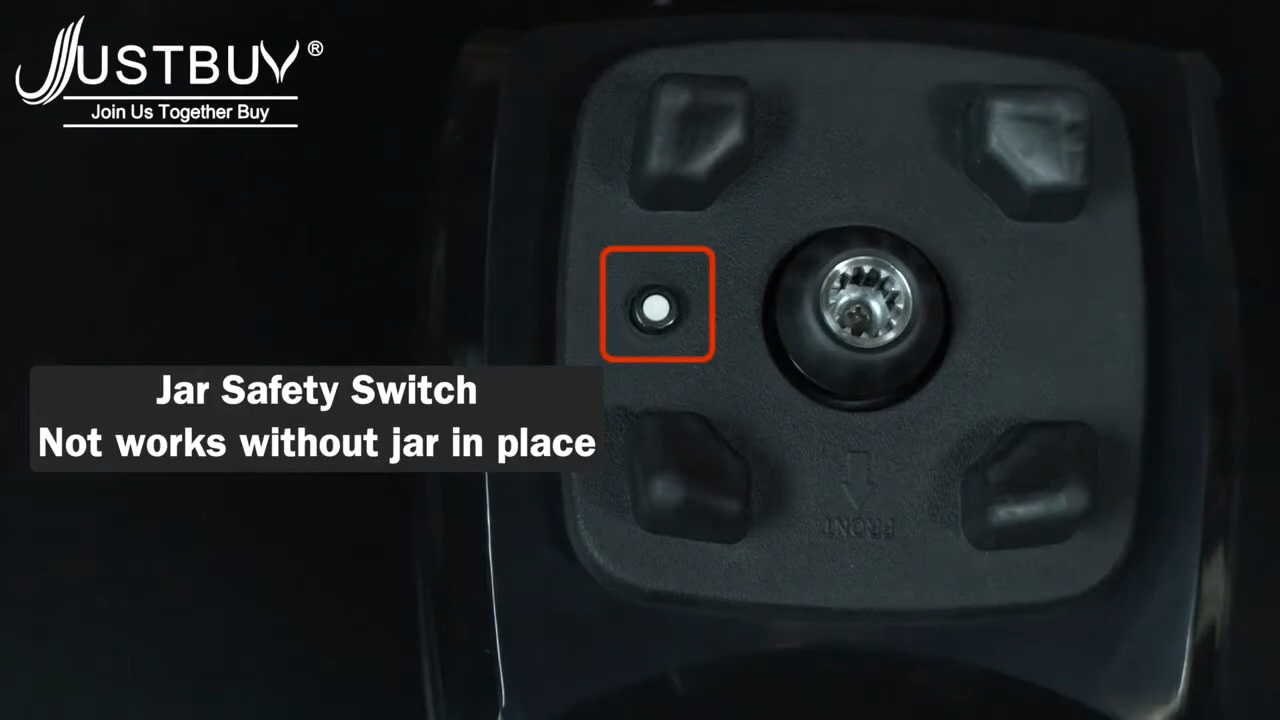 JUSTBUY®
Join Us Together Buy
Jar Safety Switch
Not works without jar in place
FRONT